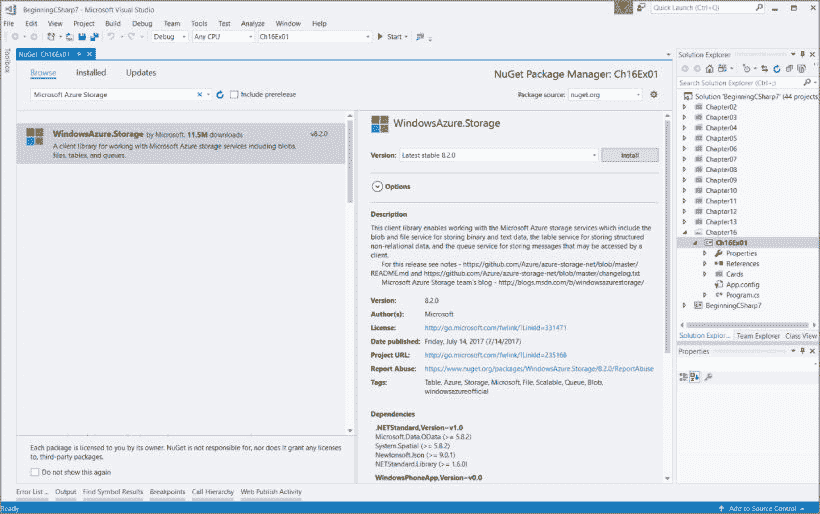 BeginningCSharp7 - Microsoft Visual Studio
Quick Launch (Ctrl+Q)
File Edit View Project Build Debug Team Tools Test Analyze Window Help
Debug Any CPU Ch16Ex01 Start
Toolbox
NuGet: Ch16Ex01
Browse Installed Updates
NuGet Package Manager: Ch16Ex01
Microsoft Azure Storage
Include prerelease
Package source: nuget.org
WindowsAzure.Storage by Microsoft, 11.5M downloads v8.2.0
A client library for working with Microsoft Azure storage services including blobs,
files, tables, and queues.
WindowsAzure.Storage
Version: Latest stable 8.2.0 Install
Options
Description
This client library enables working with the Microsoft Azure storage services which include the
blob and file service for storing binary and text data, the table service for storing structured
non-relational data, and the queue service for storing messages that may be accessed by a
client.
For this release see notes - https://github.com/Azure/azure-storage-net/blob/master/
README.md and https://github.com/Azure/azure-storage-net/blob/master/changelog.txt
Microsoft Azure Storage team's blog - http://blogs.msdn.com/b/windowsazurestorage/
Version: 8.2.0
Author(s): Microsoft
License: http://go.microsoft.com/fwlink/?LinkId=331471
Date published: Friday, July 14, 2017 (7/14/2017)
Project URL: http://go.microsoft.com/fwlink/?LinkId=235168
Report Abuse: https://www.nuget.org/packages/WindowsAzure.Storage/8.2.0/ReportAbuse
Tags: Table, Azure, Storage, Microsoft, File, Scalable, Queue, Blob,
windowsazureofficial
Dependencies
.NETStandard,Version=v1.0
Microsoft.Data.OData (>= 5.8.2)
System.Spatial (>= 5.8.2)
Newtonsoft.Json (>= 9.0.1)
NETStandard.Library (>= 1.6.0)
WindowsPhoneApp,Version=v0.0
Each package is licensed to you by its owner. NuGet is not responsible for, nor does it grant any licenses
to, third-party packages.
Do not show this again
Solution Explorer
Search Solution Explorer (Ctrl+;)
Solution 'BeginningCSharp7' (44 projects)
Chapter02
Chapter03
Chapter04
Chapter05
Chapter06
Chapter07
Chapter08
Chapter09
Chapter10
Chapter11
Chapter12
Chapter13
Chapter16
Ch16Ex01
Properties
References
Cards
App.config
Program.cs
BeginningCSharp7
Solution Explor... Team Explorer Class View
Properties
Error List ... Output Find Symbol Results Breakpoints Call Hierarchy Web Publish Activity
Ready
Add to Source Control